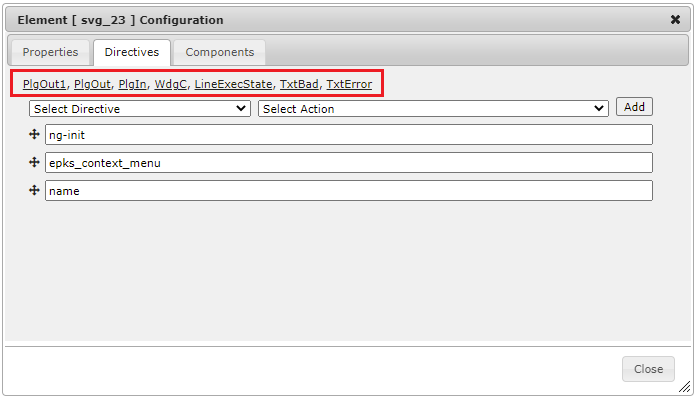 Element [ svg_23 ] Configuration
Properties Directives Components
PlgOut1, PlgOut, PlgIn, WdgC, LineExecState, TxtBad, TxtError
Select Directive Select Action Add
ng-init
epks_context_menu
name
Close